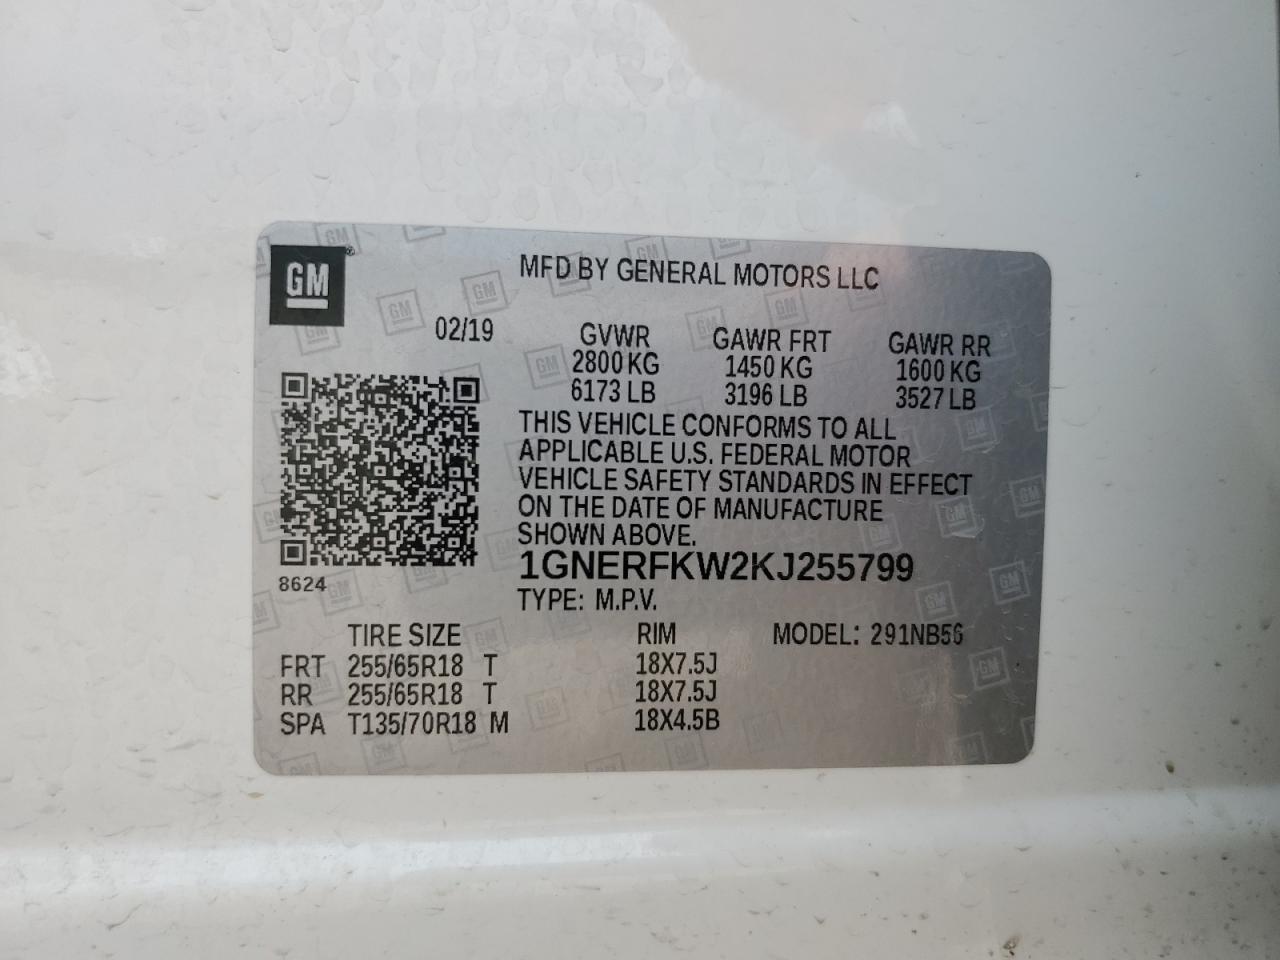 GM
MFD BY GENERAL MOTORS LLC
02/19 GVWR GAWR FRT GAWR RR
2800 KG 1450 KG 1600 KG
6173 LB 3196 LB 3527 LB
THIS VEHICLE CONFORMS TO ALL
APPLICABLE U.S. FEDERAL MOTOR
VEHICLE SAFETY STANDARDS IN EFFECT
ON THE DATE OF MANUFACTURE
SHOWN ABOVE.
1GNERFKW2KJ255799
8624
TYPE: M.P.V.
TIRE SIZE RIM MODEL: 291NB56
FRT 255/65R18 T 18X7.5J
RR 255/65R18 T 18X7.5J
SPA T135/70R18 M 18X4.5B